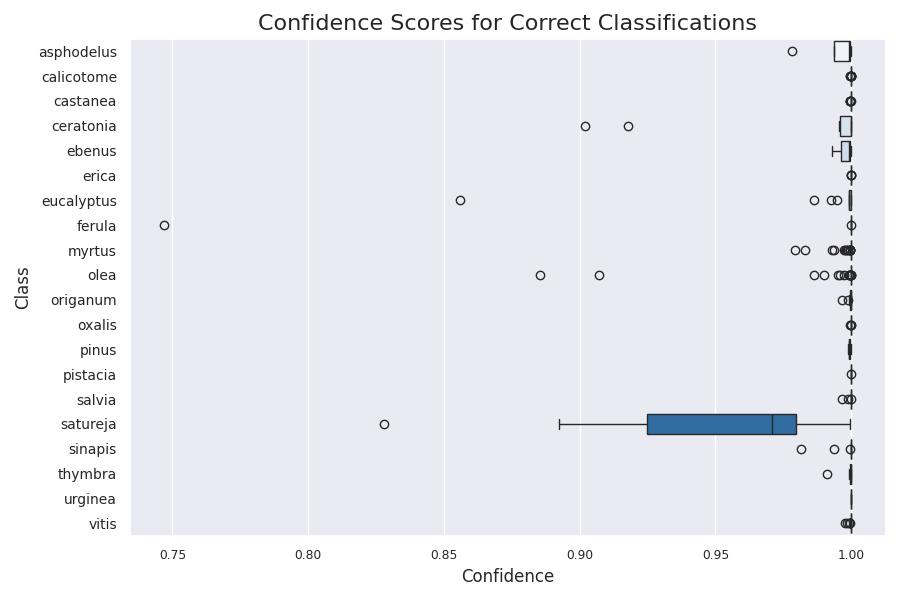 Confidence Scores for Correct Classifications
asphodelus
calicotome
castanea
ceratonia
ebenus
erica
eucalyptus
ferula
myrtus
olea
origanum
oxalis
pinus
pistacia
salvia
satureja
sinapis
thymbra
urginea
vitis
Class
0.75 0.80 0.85 0.90 0.95 1.00
Confidence